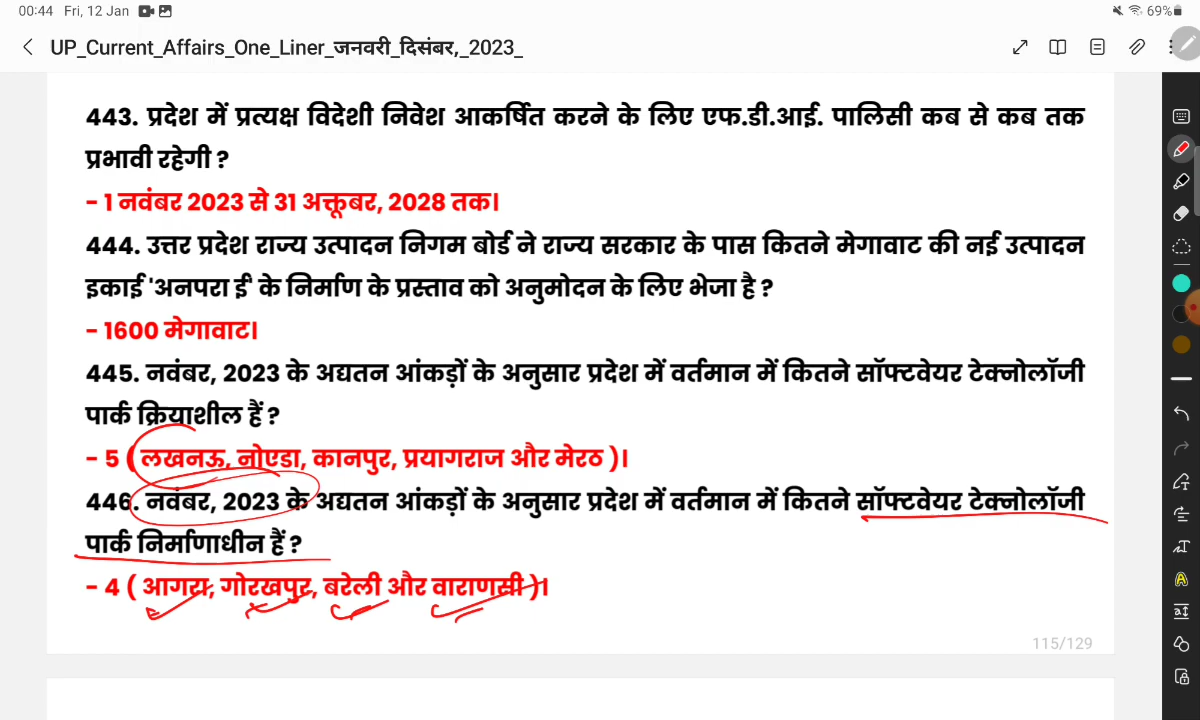 00:44 Fri, 12 Jan 69%
UP_Current_Affairs_One_Liner_जनवरी_दिसंबर,_2023_
443. प्रदेश में प्रत्यक्ष विदेशी निवेश आकर्षित करने के लिए एफ.डी.आई. पालिसी कब से कब तक
प्रभावी रहेगी ?
- 1 नवंबर 2023 से 31 अक्तूबर, 2028 तक।
444. उत्तर प्रदेश राज्य उत्पादन निगम बोर्ड ने राज्य सरकार के पास कितने मेगावाट की नई उत्पादन
इकाई 'अनपरा ई' के निर्माण के प्रस्ताव को अनुमोदन के लिए भेजा है ?
- 1600 मेगावाट।
445. नवंबर, 2023 के अद्यतन आंकड़ों के अनुसार प्रदेश में वर्तमान में कितने सॉफ्टवेयर टेक्नोलॉजी
पार्क क्रियाशील हैं ?
- 5 ( लखनऊ, नोएडा, कानपुर, प्रयागराज और मेरठ )।
446. नवंबर, 2023 के अद्यतन आंकड़ों के अनुसार प्रदेश में वर्तमान में कितने सॉफ्टवेयर टेक्नोलॉजी
पार्क निर्माणाधीन हैं ?
- 4 ( आगरा, गोरखपुर, बरेली और वाराणसी )।
115/129